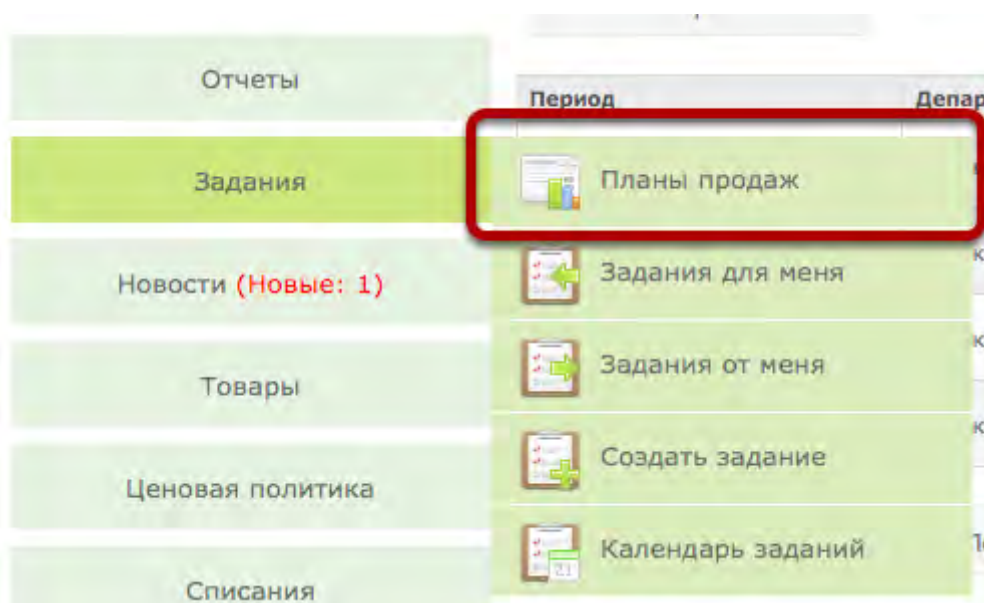 Отчеты
Задания
Новости (Новые: 1)
Товары
Ценовая политика
Списания
Период
Планы продаж
Задания для меня
Задания от меня
Создать задание
Календарь заданий
21